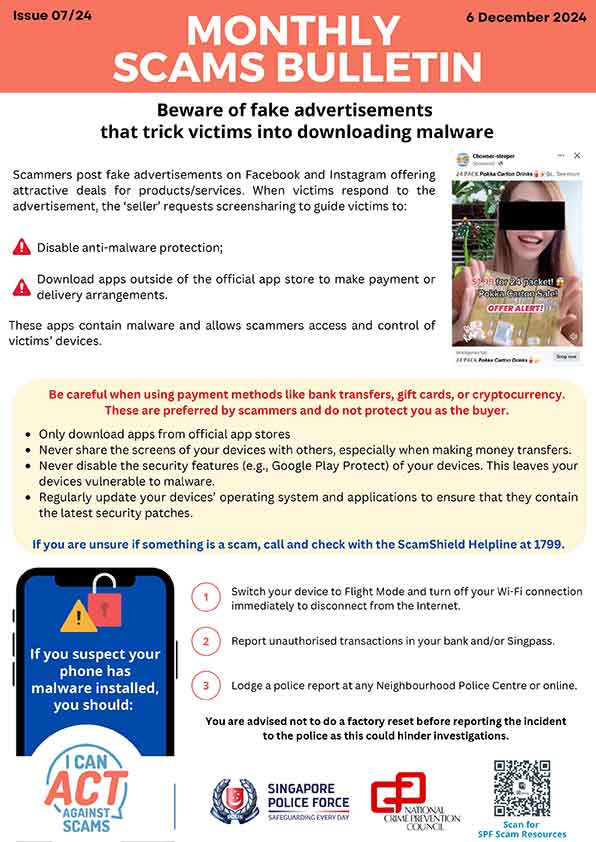 Issue 07/24
6 December 2024
MONTHLY
SCAMS BULLETIN
Beware of fake advertisements
that trick victims into downloading malware
Scammers post fake advertisements on Facebook and Instagram offering
attractive deals for products/services. When victims respond to the
advertisement, the ‘seller’ requests screensharing to guide victims to:
Disable anti-malware protection;
Download apps outside of the official app store to make payment or
delivery arrangements.
These apps contain malware and allows scammers access and control of
victims’ devices.
Sponsored
24 PACK Pokka Carton Drinks
See more
for 24 packet!
Pokka Carton Sale!
OFFER ALERT!
24 PACK Pokka Carton Drinks
Shop now
Be careful when using payment methods like bank transfers, gift cards, or cryptocurrency.
These are preferred by scammers and do not protect you as the buyer.
Only download apps from official app stores
Never share the screens of your devices with others, especially when making money transfers.
Never disable the security features (e.g., Google Play Protect) of your devices. This leaves your
devices vulnerable to malware.
Regularly update your devices’ operating system and applications to ensure that they contain
the latest security patches.
If you are unsure if something is a scam, call and check with the ScamShield Helpline at 1799.
If you suspect your
phone has
malware installed,
you should:
1
Switch your device to Flight Mode and turn off your Wi-Fi connection
immediately to disconnect from the Internet.
2
Report unauthorised transactions in your bank and/or Singpass.
3
Lodge a police report at any Neighbourhood Police Centre or online.
You are advised not to do a factory reset before reporting the incident
to the police as this could hinder investigations.
I CAN
ACT
AGAINST
SCAMS
SINGAPORE
POLICE FORCE
SAFEGUARDING EVERY DAY
NATIONAL
CRIME PREVENTION
COUNCIL
Scan for
SPF Scam Resources